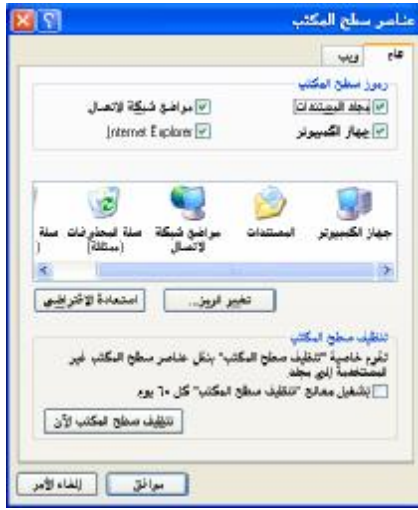 عناصر سطح المكتب
عام
ويب
رموز سطح المكتب
مجلد المستندات
مواضع شبكة الاتصال
جهاز الكمبيوتر
Internet Explorer
جهاز الكمبيوتر
المستندات
مواضع شبكة الاتصال
سلة المحذوفات (ممتلئة)
سلة
تغيير الرمز...
استعادة الافتراضي
تنظيف سطح المكتب
تقوم خاصية "تنظيف سطح المكتب" بنقل عناصر سطح المكتب غير
المستخدمة إلى مجلد
تشغيل معالج "تنظيف سطح المكتب" كل ٦٠ يوم
تنظيف سطح المكتب الآن
موافق
إلغاء الأمر